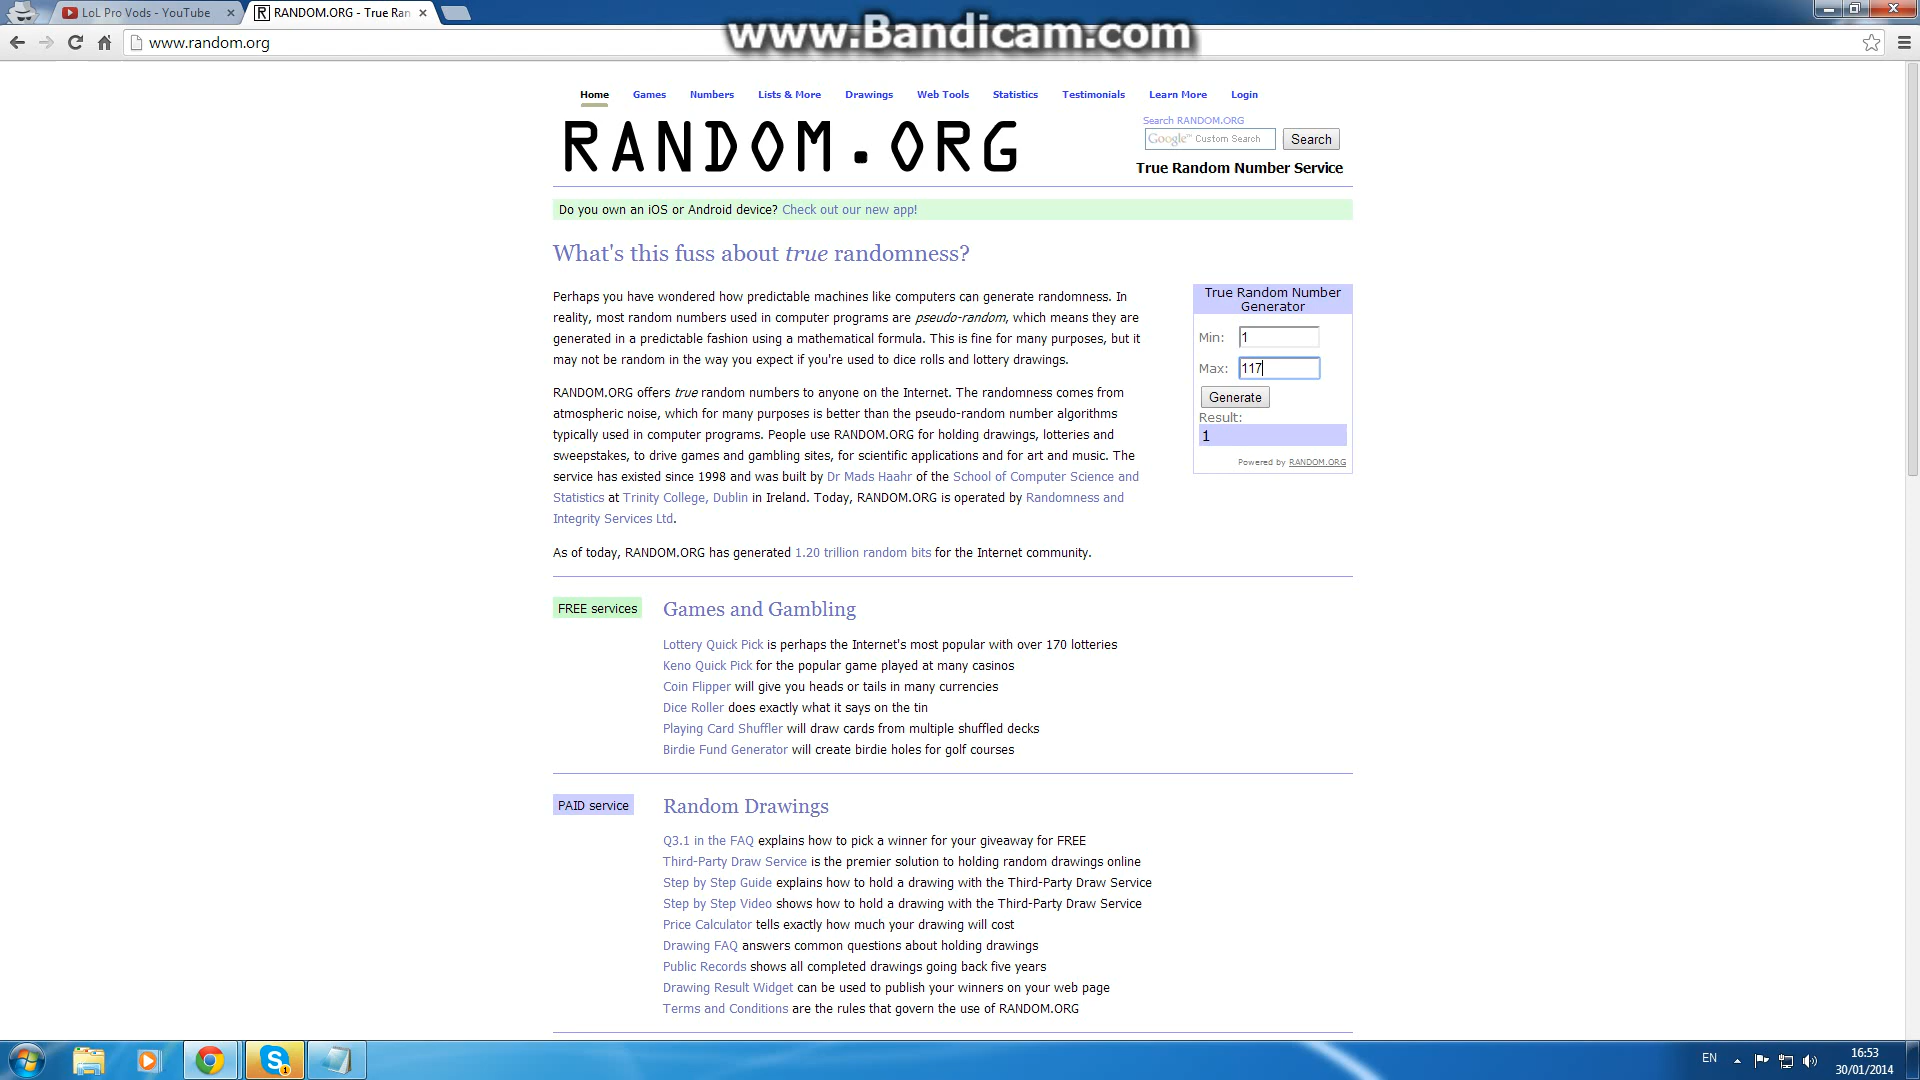 LoL Pro Vods - YouTube
RANDOM.ORG - True Ran
www.Bandicam.com
www.random.org
Home Games Numbers Lists & More Drawings Web Tools Statistics Testimonials Learn More Login
RANDOM.ORG
Search RANDOM.ORG
Google™ Custom Search Search
True Random Number Service
Do you own an iOS or Android device? Check out our new app!
What's this fuss about true randomness?
Perhaps you have wondered how predictable machines like computers can generate randomness. In
reality, most random numbers used in computer programs are pseudo-random, which means they are
generated in a predictable fashion using a mathematical formula. This is fine for many purposes, but it
may not be random in the way you expect if you're used to dice rolls and lottery drawings.
RANDOM.ORG offers true random numbers to anyone on the Internet. The randomness comes from
atmospheric noise, which for many purposes is better than the pseudo-random number algorithms
typically used in computer programs. People use RANDOM.ORG for holding drawings, lotteries and
sweepstakes, to drive games and gambling sites, for scientific applications and for art and music. The
service has existed since 1998 and was built by Dr Mads Haahr of the School of Computer Science and
Statistics at Trinity College, Dublin in Ireland. Today, RANDOM.ORG is operated by Randomness and
Integrity Services Ltd.
As of today, RANDOM.ORG has generated 1.20 trillion random bits for the Internet community.
True Random Number
Generator
Min: 1
Max: 117
Generate
Result:
1
Powered by RANDOM.ORG
FREE services
Games and Gambling
Lottery Quick Pick is perhaps the Internet's most popular with over 170 lotteries
Keno Quick Pick for the popular game played at many casinos
Coin Flipper will give you heads or tails in many currencies
Dice Roller does exactly what it says on the tin
Playing Card Shuffler will draw cards from multiple shuffled decks
Birdie Fund Generator will create birdie holes for golf courses
PAID service
Random Drawings
Q3.1 in the FAQ explains how to pick a winner for your giveaway for FREE
Third-Party Draw Service is the premier solution to holding random drawings online
Step by Step Guide explains how to hold a drawing with the Third-Party Draw Service
Step by Step Video shows how to hold a drawing with the Third-Party Draw Service
Price Calculator tells exactly how much your drawing will cost
Drawing FAQ answers common questions about holding drawings
Public Records shows all completed drawings going back five years
Drawing Result Widget can be used to publish your winners on your web page
Terms and Conditions are the rules that govern the use of RANDOM.ORG
1
EN
16:53
30/01/2014